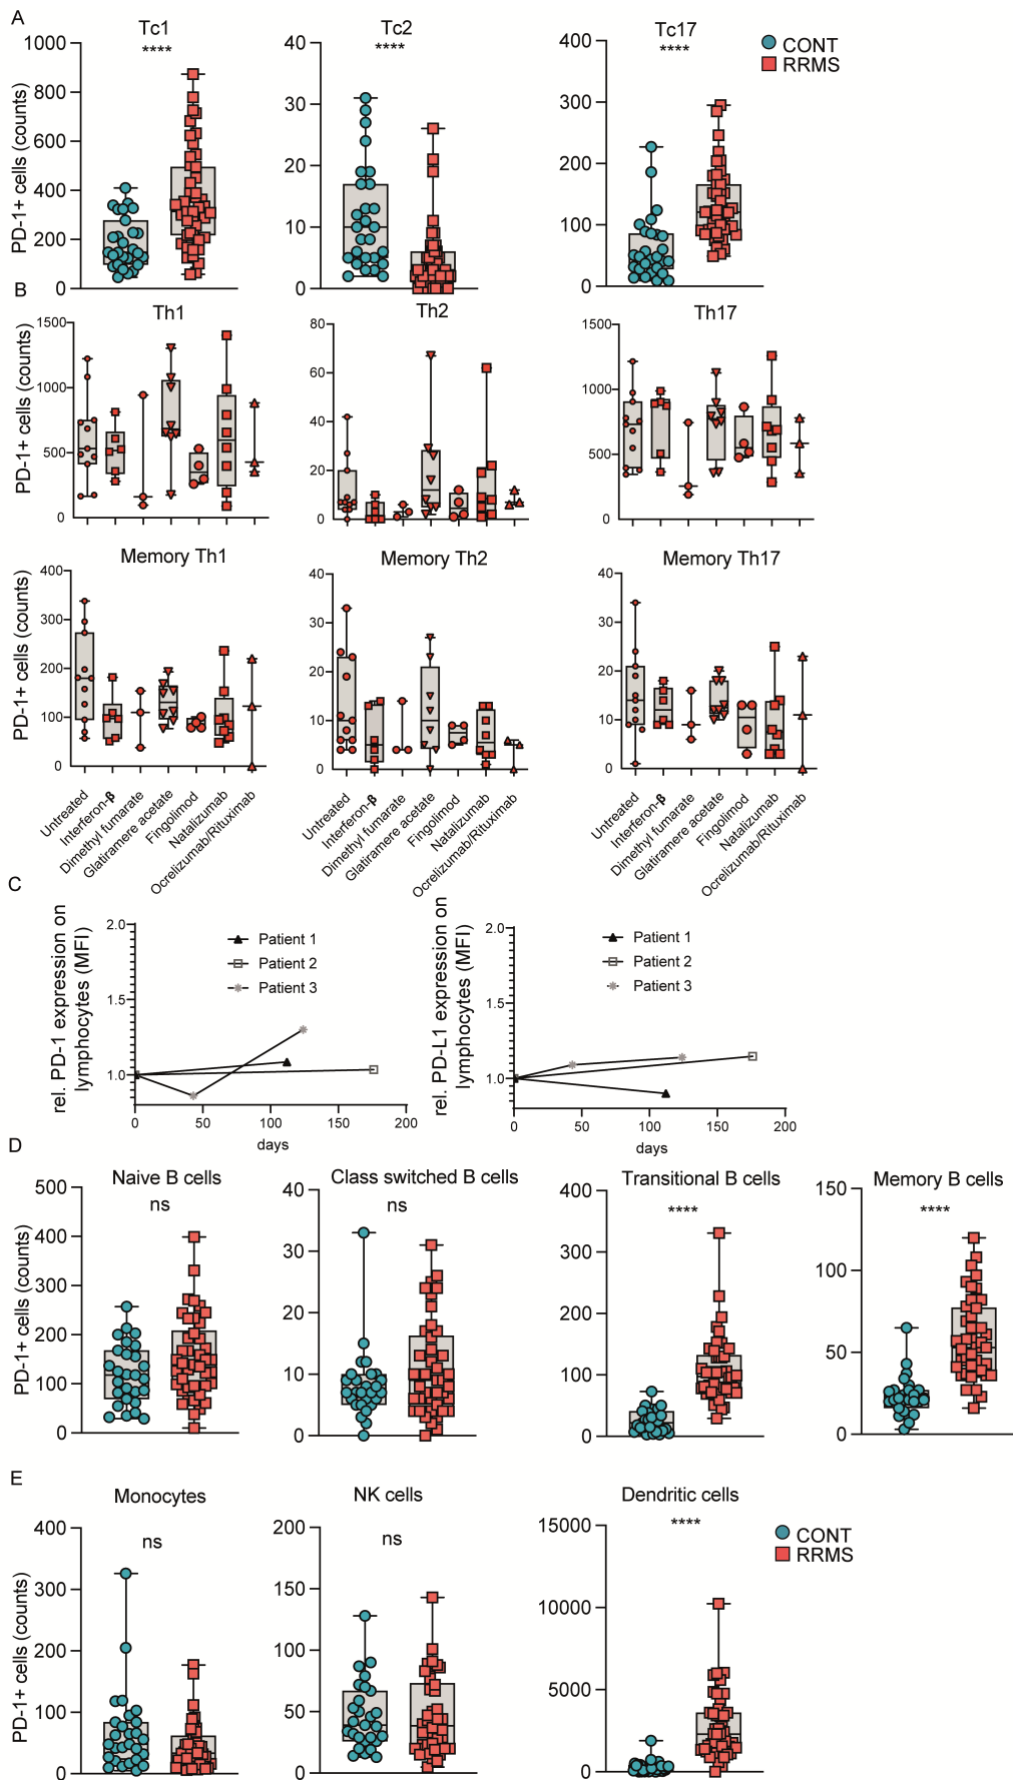 A
Tc1
Tc2
Tc17
****
****
****
CONT
RRMS
PD-1+ cells (counts)
1000
800
600
400
200
0
40
30
20
10
0
400
300
200
100
0
B
Th1
Th2
Th17
PD-1+ cells (counts)
1500
1000
500
0
80
60
40
20
0
1500
1000
500
0
Memory Th1
Memory Th2
Memory Th17
PD-1+ cells (counts)
400
300
200
100
0
40
30
20
10
0
40
30
20
10
0
Untreated
Interferon-β
Dimethyl fumarate
Glatiramere acetate
Fingolimod
Natalizumab
Ocrelizumab/Rituximab
Untreated
Interferon-β
Dimethyl fumarate
Glatiramere acetate
Fingolimod
Natalizumab
Ocrelizumab/Rituximab
Untreated
Interferon-β
Dimethyl fumarate
Glatiramere acetate
Fingolimod
Natalizumab
Ocrelizumab/Rituximab
C
rel. PD-1 expression on
lymphocytes (MFI)
2.0
1.5
1.0
Patient 1
Patient 2
Patient 3
0
50
100
150
200
days
rel. PD-L1 expression on
lymphocytes (MFI)
2.0
1.5
1.0
Patient 1
Patient 2
Patient 3
0
50
100
150
200
days
D
Naive B cells
Class switched B cells
Transitional B cells
Memory B cells
ns
ns
****
****
PD-1+ cells (counts)
500
400
300
200
100
0
40
30
20
10
0
400
300
200
100
0
150
100
50
0
E
Monocytes
NK cells
Dendritic cells
ns
ns
****
CONT
RRMS
PD-1+ cells (counts)
400
300
200
100
0
200
150
100
50
0
15000
10000
5000
0